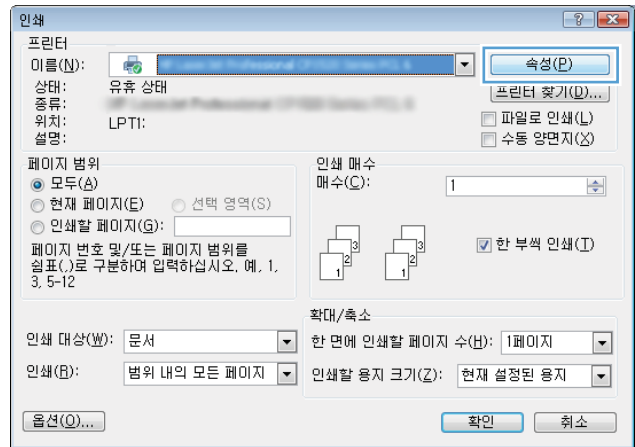 인쇄
프린터
이름(N):
속성(P)
상태: 유휴 상태
프린터 찾기(D)...
종류:
위치: LPT1:
파일로 인쇄(L)
설명:
수동 양면지(X)
페이지 범위
모두(A)
현재 페이지(E) 선택 영역(S)
인쇄할 페이지(G):
페이지 번호 및/또는 페이지 범위를
쉼표(,)로 구분하여 입력하십시오. 예, 1,
3, 5-12
인쇄 매수
매수(C): 1
3 3
2 2
1 1
한 부씩 인쇄(T)
인쇄 대상(W): 문서
인쇄(R): 범위 내의 모든 페이지
확대/축소
한 면에 인쇄할 페이지 수(H): 1페이지
인쇄할 용지 크기(Z): 현재 설정된 용지
옵션(O)...
확인 취소